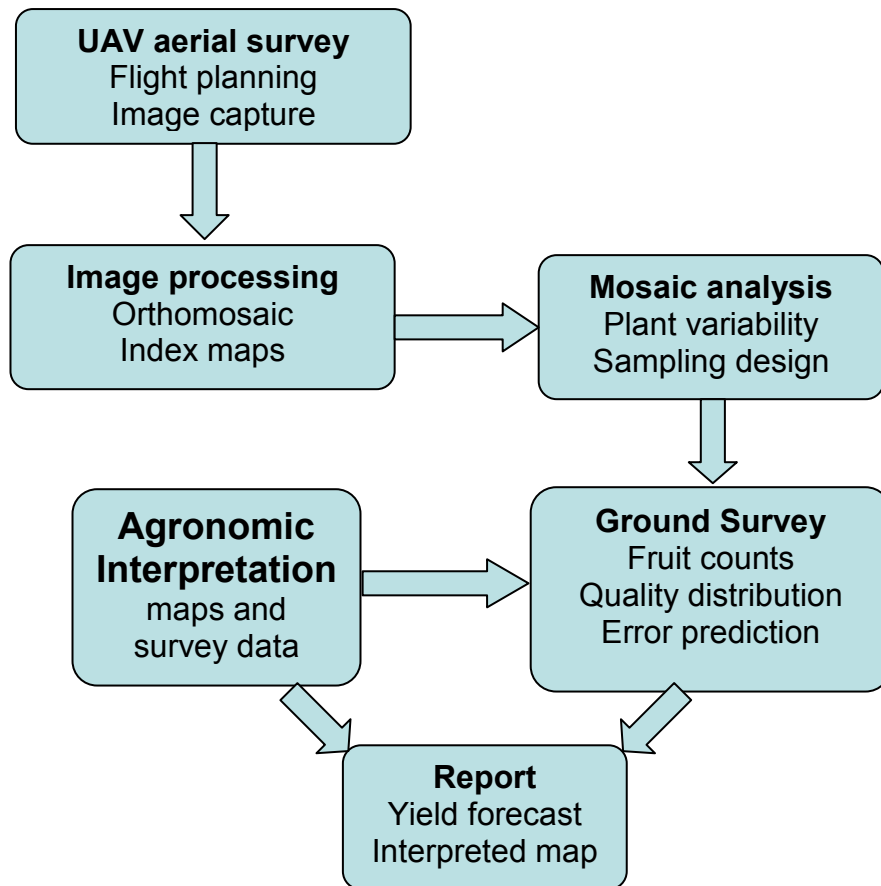 UAV aerial survey
Flight planning
Image capture
Image processing
Orthomosaic
Index maps
Mosaic analysis
Plant variability
Sampling design
Agronomic
Interpretation
maps and
survey data
Ground Survey
Fruit counts
Quality distribution
Error prediction
Report
Yield forecast
Interpreted map